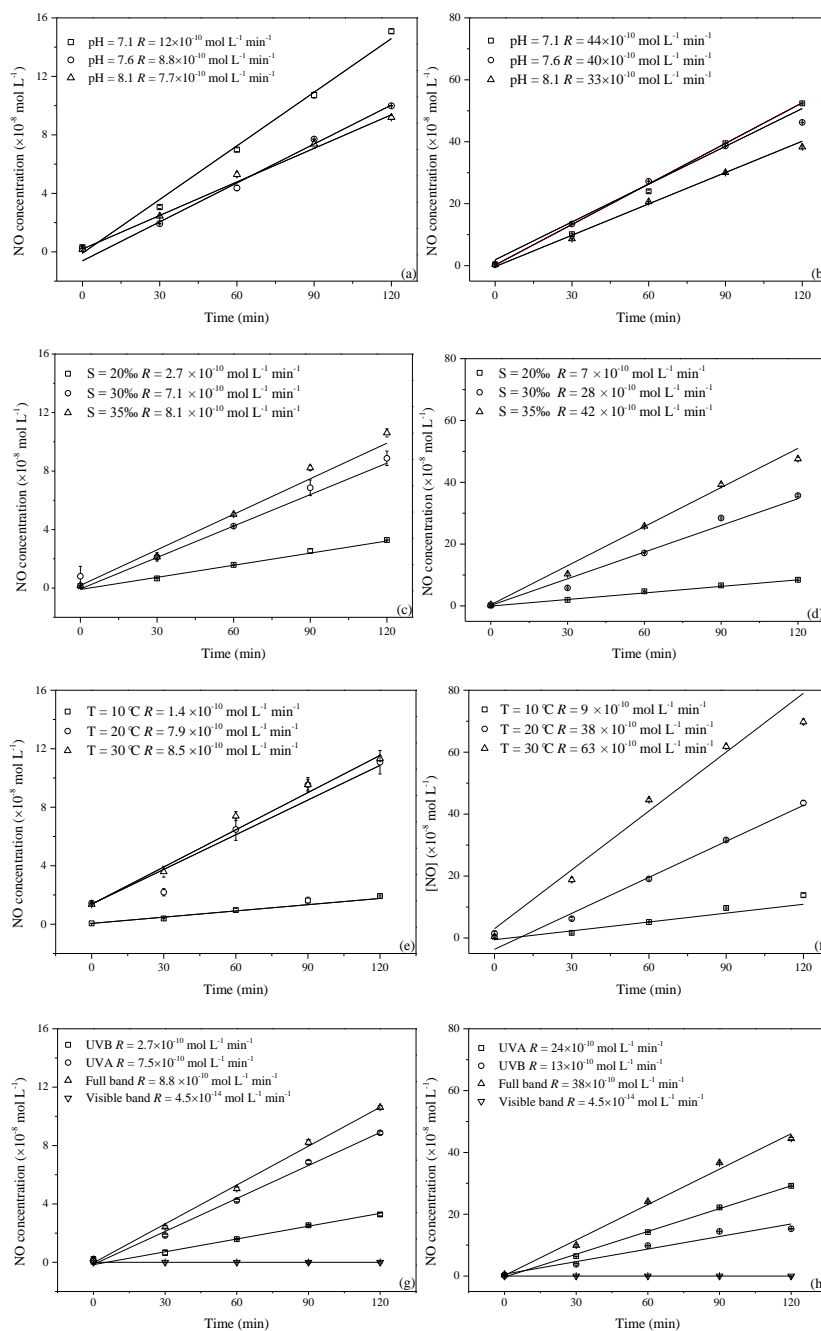 16
12
8
4
0
NO concentration (×10-8 mol L-1)
pH = 7.1 R = 12×10-10 mol L-1 min-1
pH = 7.6 R = 8.8×10-10 mol L-1 min-1
pH = 8.1 R = 7.7×10-10 mol L-1 min-1
(a)
0 30 60 90 120
Time (min)
80
60
40
20
0
NO concentration (×10-8 mol L-1)
pH = 7.1 R = 44×10-10 mol L-1 min-1
pH = 7.6 R = 40×10-10 mol L-1 min-1
pH = 8.1 R = 33×10-10 mol L-1 min-1
(b)
0 30 60 90 120
Time (min)
16
12
8
4
0
NO concentration (×10-8 mol L-1)
S = 20‰ R = 2.7 ×10-10 mol L-1 min-1
S = 30‰ R = 7.1 ×10-10 mol L-1 min-1
S = 35‰ R = 8.1 ×10-10 mol L-1 min-1
(c)
0 30 60 90 120
Time (min)
80
60
40
20
0
NO concentration (×10-8 mol L-1)
S = 20‰ R = 7 ×10-10 mol L-1 min-1
S = 30‰ R = 28 ×10-10 mol L-1 min-1
S = 35‰ R = 42 ×10-10 mol L-1 min-1
(d)
0 30 60 90 120
Time (min)
16
12
8
4
0
NO concentration (×10-8 mol L-1)
T = 10 ℃ R = 1.4 ×10-10 mol L-1 min-1
T = 20 ℃ R = 7.9 ×10-10 mol L-1 min-1
T = 30 ℃ R = 8.5 ×10-10 mol L-1 min-1
(e)
0 30 60 90 120
Time (min)
80
60
40
20
0
[NO] (×10-8 mol L-1)
T = 10 ℃ R = 9 ×10-10 mol L-1 min-1
T = 20 ℃ R = 38 ×10-10 mol L-1 min-1
T = 30 ℃ R = 63 ×10-10 mol L-1 min-1
(f)
0 30 60 90 120
Time (min)
16
12
8
4
0
NO concentration (×10-8 mol L-1)
UVB R = 2.7×10-10 mol L-1 min-1
UVA R = 7.5×10-10 mol L-1 min-1
Full band R = 8.8 ×10-10 mol L-1 min-1
Visible band R = 4.5×10-14 mol L-1 min-1
(g)
0 30 60 90 120
Time (min)
80
60
40
20
0
NO concentration (×10-8 mol L-1)
UVA R = 24×10-10 mol L-1 min-1
UVB R = 13×10-10 mol L-1 min-1
Full band R = 38×10-10 mol L-1 min-1
Visible band R = 4.5×10-14 mol L-1 min-1
(h)
0 30 60 90 120
Time (min)